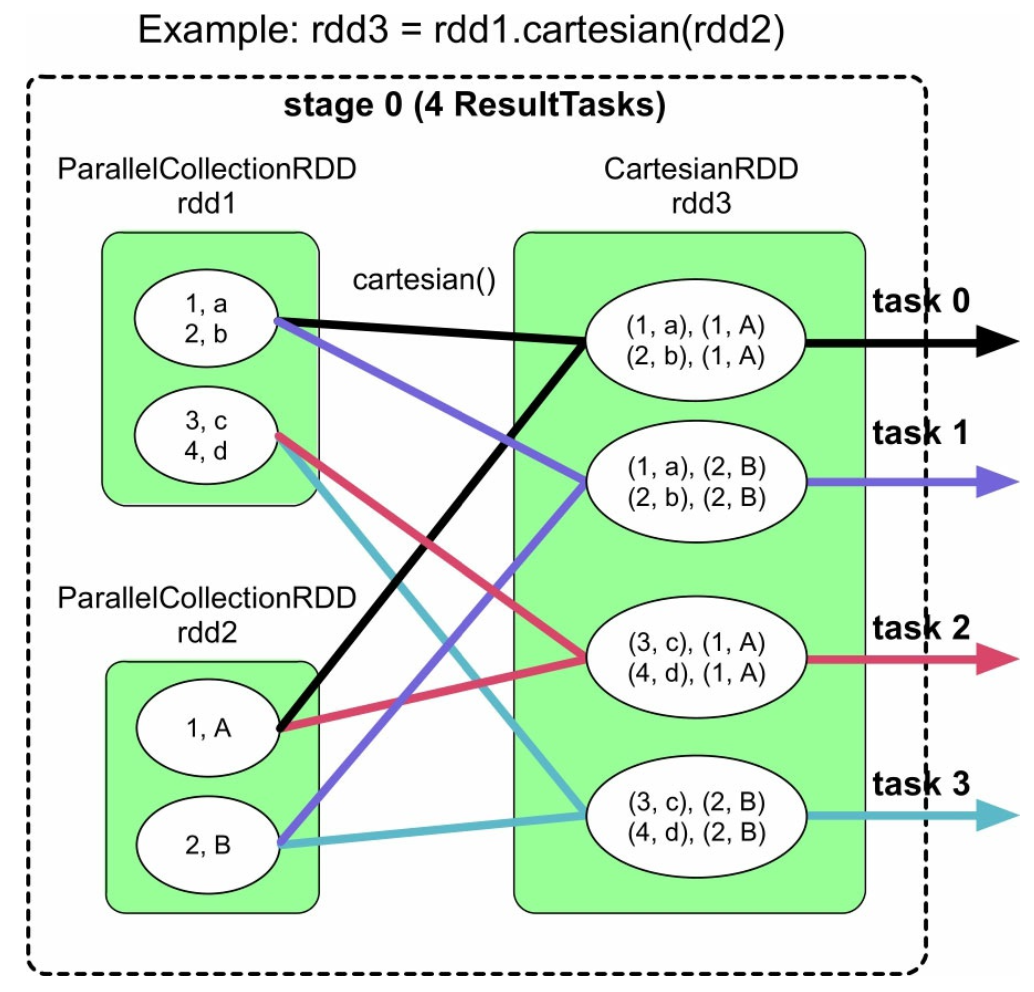 Example: rdd3 = rdd1.cartesian(rdd2)
stage 0 (4 ResultTasks)
ParallelCollectionRDD
rdd1
CartesianRDD
rdd3
cartesian()
1, a
2, b
3, c
4, d
(1, a), (1, A)
(2, b), (1, A)
task 0
(1, a), (2, B)
(2, b), (2, B)
task 1
ParallelCollectionRDD
rdd2
1, A
2, B
(3, c), (1, A)
(4, d), (1, A)
task 2
(3, c), (2, B)
(4, d), (2, B)
task 3